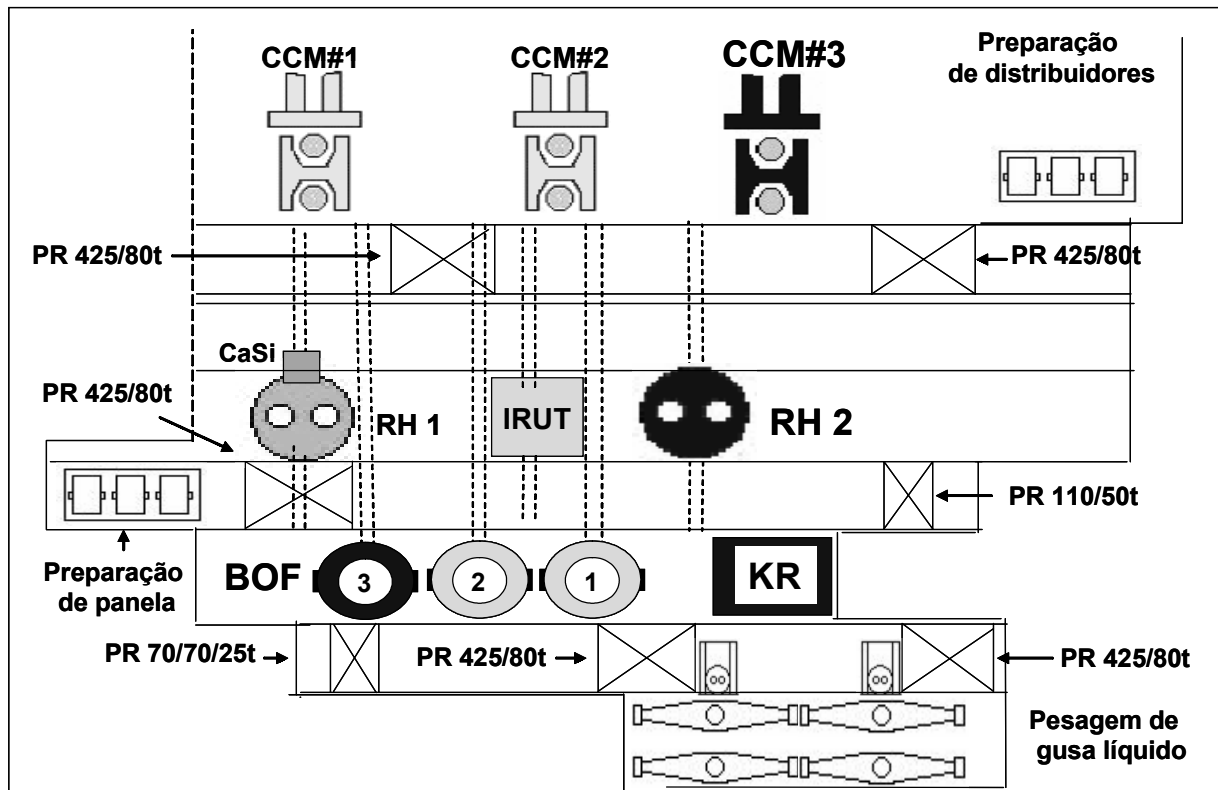 CCM#1
CCM#2
CCM#3
Preparação
de distribuidores
PR 425/80t
PR 425/80t
CaSi
PR 425/80t
RH 1
IRUT
RH 2
PR 110/50t
Preparação
de panela
BOF
3
2
1
KR
PR 70/70/25t
PR 425/80t
PR 425/80t
Pesagem de
gusa líquido